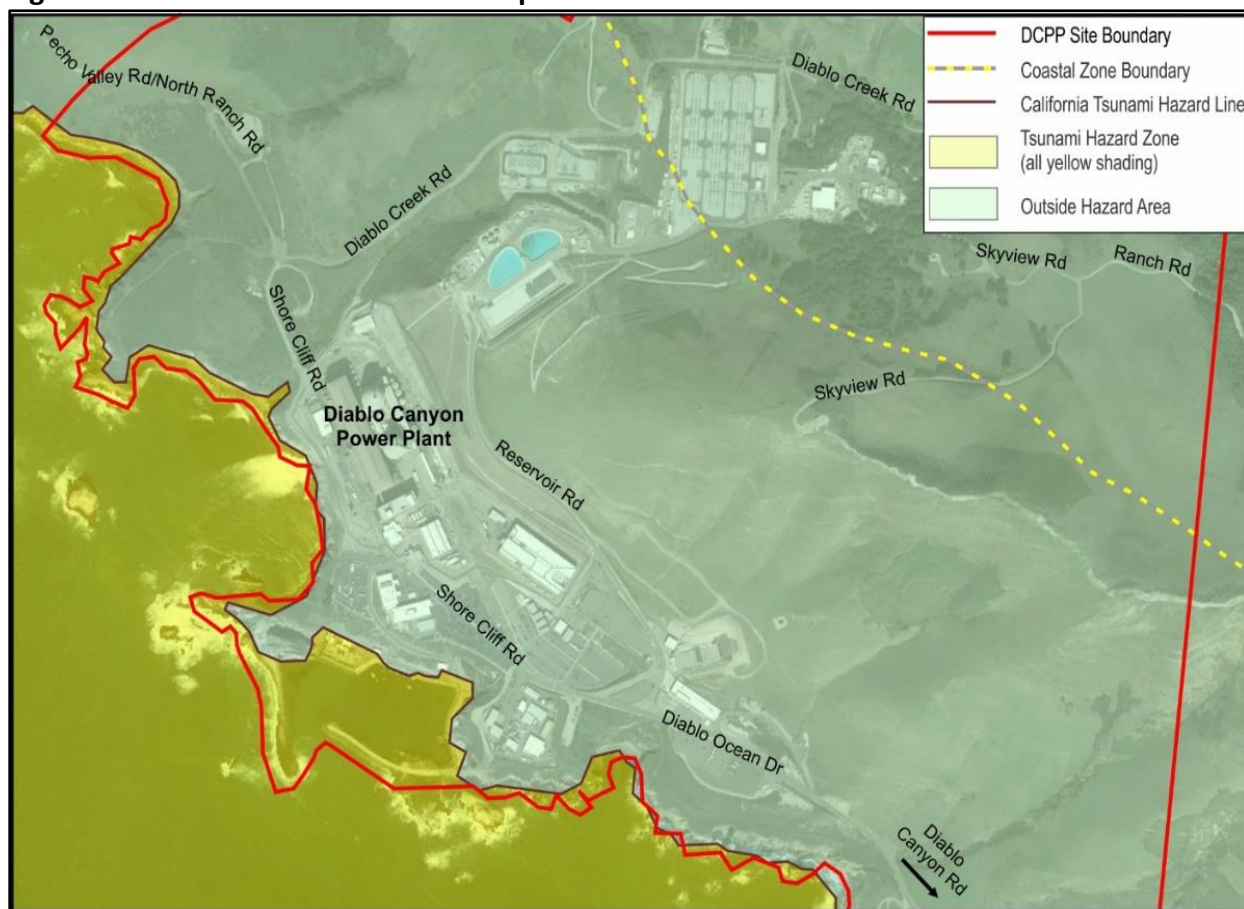 DCPP Site Boundary
Coastal Zone Boundary
California Tsunami Hazard Line
Tsunami Hazard Zone
(all yellow shading)
Outside Hazard Area
Pecho Valley Rd/North Ranch Rd
Diablo Creek Rd
Diablo Creek Rd
Skyview Rd
Ranch Rd
Shore Cliff Rd
Skyview Rd
Diablo Canyon
Power Plant
Reservoir Rd
Shore Cliff Rd
Diablo Ocean Dr
Diablo
Canyon Rd